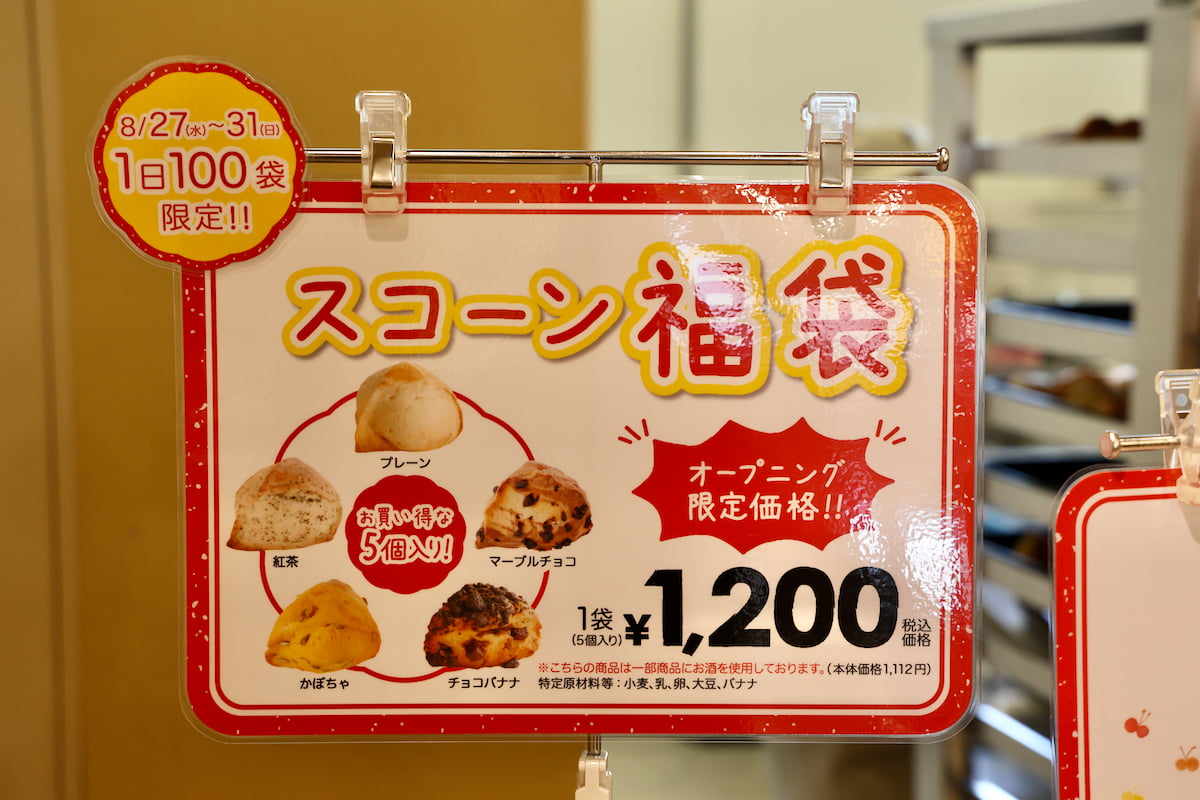 8/27(水)～31(日)
1日100袋
限定!!
スコーン福袋
プレーン
紅茶
マーブルチョコ
かぼちゃ
チョコバナナ
お買い得な
5個入り!
オープニング
限定価格!!
1袋
(5個入り)
¥1,200
税込
価格
※こちらの商品は一部商品にお酒を使用しております。(本体価格1,112円)
特定原材料等：小麦、乳、卵、大豆、バナナ